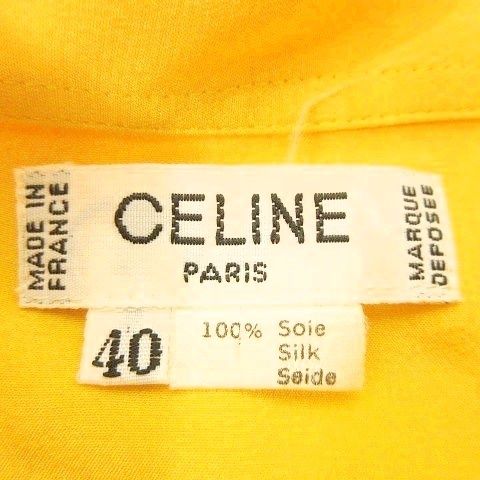 MADE IN
FRANCE
CELINE
PARIS
MARQUE
DEPOSEE
40
100% Soie
Silk
Seide